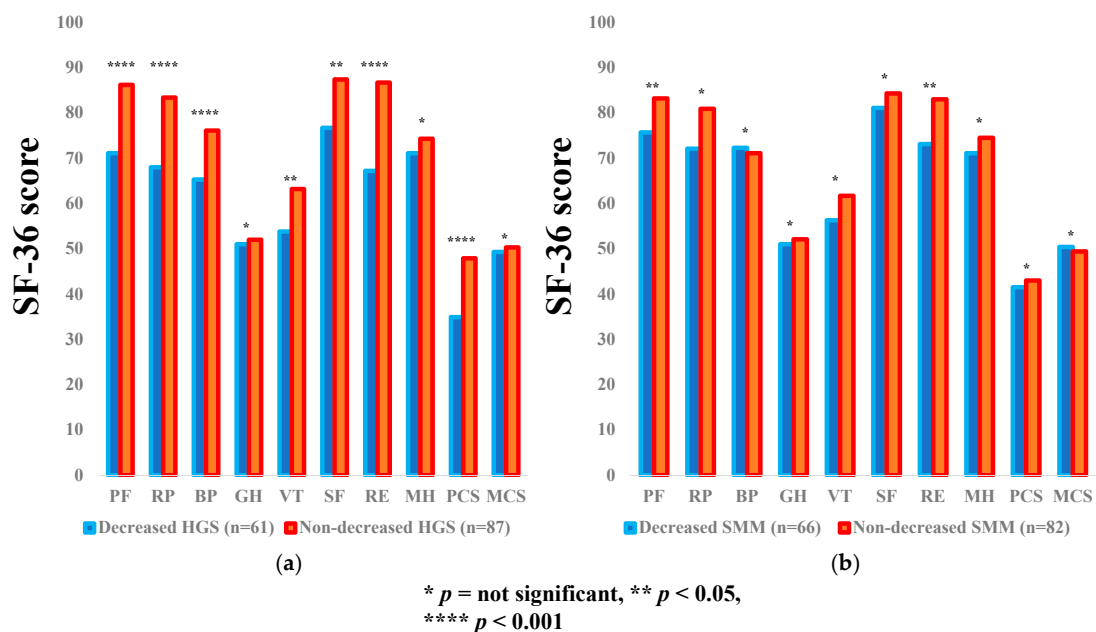 SF-36 score
100
90
80
70
60
50
40
30
20
10
0
**** **** **** * ** ** **** * **** *
PF RP BP GH VT SF RE MH PCS MCS
Decreased HGS (n=61) Non-decreased HGS (n=87)
(a)
SF-36 score
100
90
80
70
60
50
40
30
20
10
0
** * * * * * ** * * *
PF RP BP GH VT SF RE MH PCS MCS
Decreased SMM (n=66) Non-decreased SMM (n=82)
(b)
* p = not significant, ** p < 0.05,
**** p < 0.001